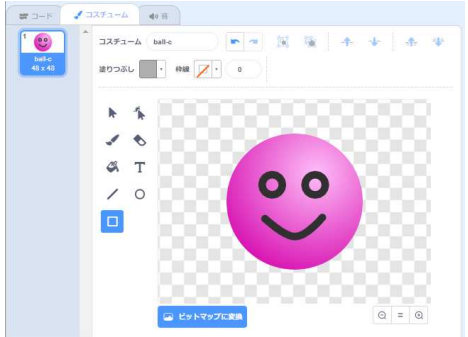 コード
コスチューム
音
1
ball-c
48 x 48
コスチューム ball-c
塗りつぶし 枠線 0
T
ビットマップに変換